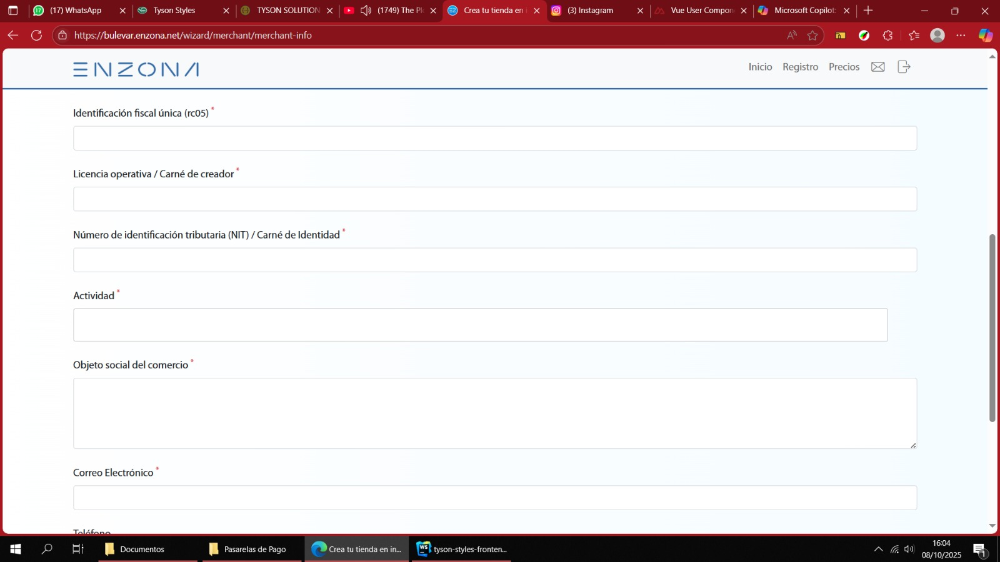 (17) WhatsApp
Tyson Styles
TYSON SOLUTION
(1749) The Pl
Crea tu tienda en
(3) Instagram
Vue User Compon
Microsoft Copilot:
https://bulevar.enzona.net/wizard/merchant/merchant-info
ENZONA
Inicio Registro Precios
Identificación fiscal única (rc05) *
Licencia operativa / Carné de creador *
Número de identificación tributaria (NIT) / Carné de Identidad *
Actividad *
Objeto social del comercio *
Correo Electrónico *
Teléfono
Documentos
Pasarelas de Pago
Crea tu tienda en in...
tyson-styles-fronten...
16:04
08/10/2025
1